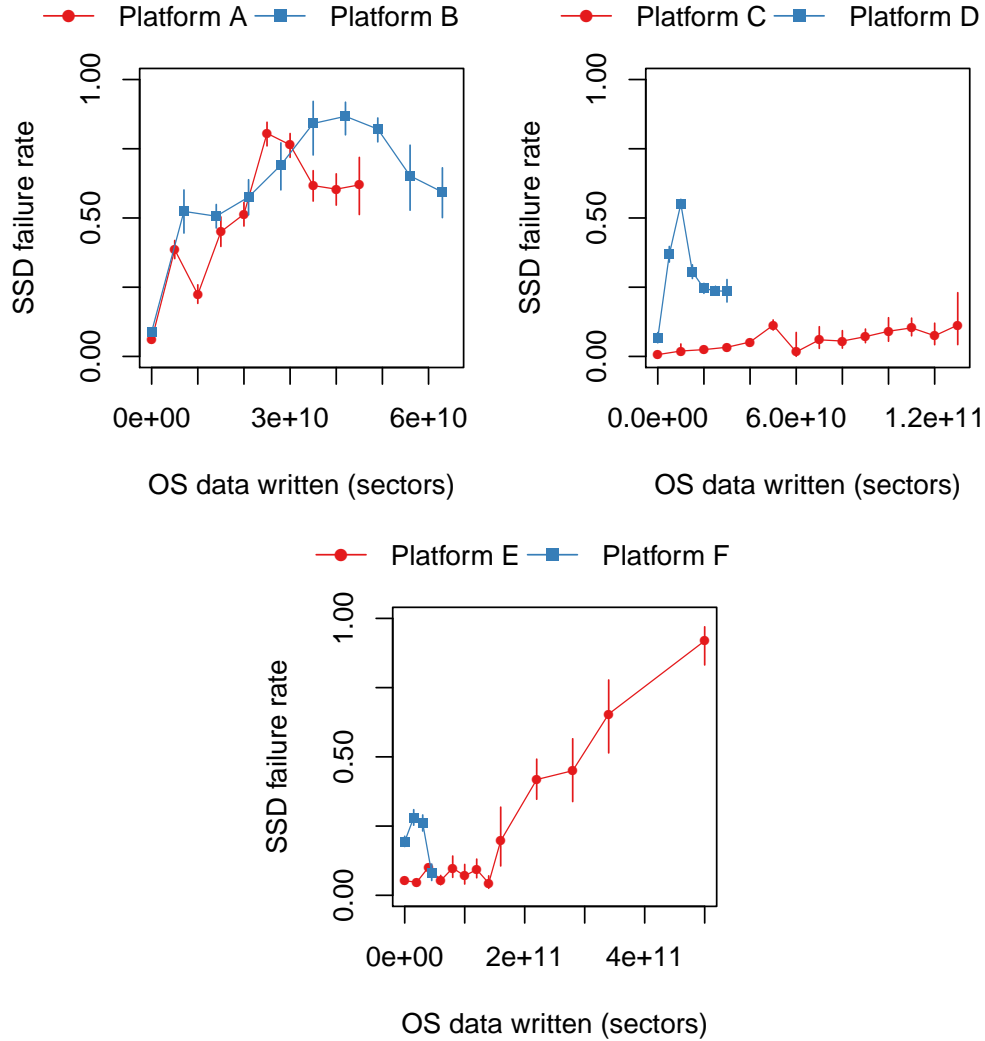 Platform A Platform B
SSD failure rate
1.00
0.50
0.00
0e+00 3e+10 6e+10
OS data written (sectors)
Platform C Platform D
SSD failure rate
1.00
0.50
0.00
0.0e+00 6.0e+10 1.2e+11
OS data written (sectors)
Platform E Platform F
SSD failure rate
1.00
0.50
0.00
0e+00 2e+11 4e+11
OS data written (sectors)